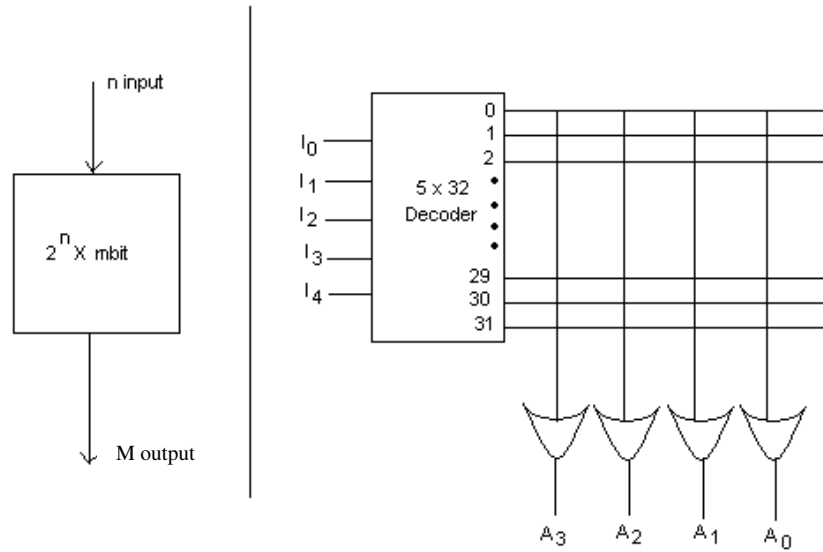 n input
2^n X mbit
M output
I0
I1
I2
I3
I4
5 x 32
Decoder
0
1
2
29
30
31
A3
A2
A1
A0